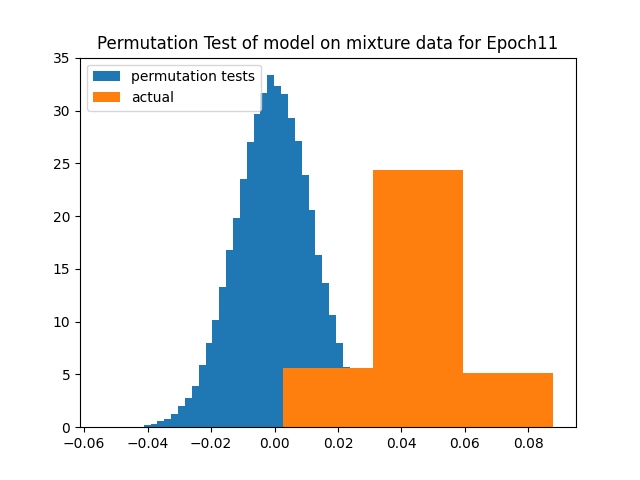 Permutation Test of model on mixture data for Epoch11
35
30
25
20
15
10
5
0
permutation tests
actual
−0.06 −0.04 −0.02 0.00 0.02 0.04 0.06 0.08